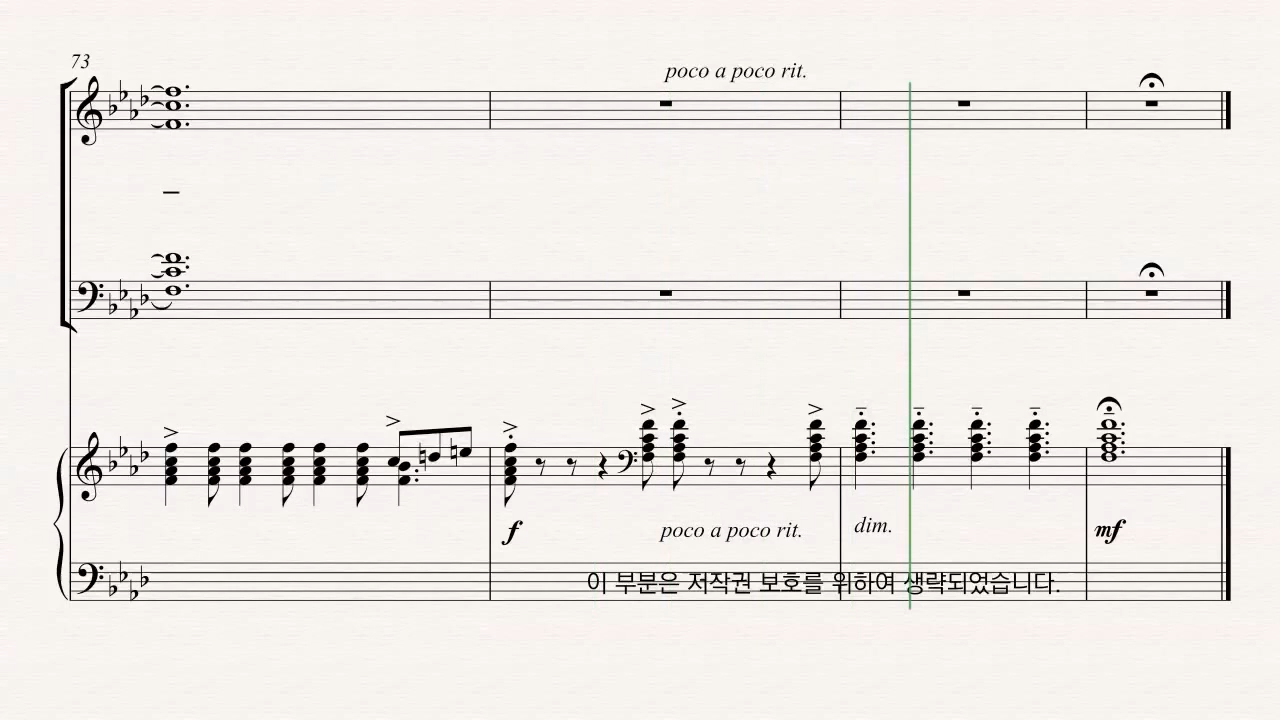 73
poco a poco rit.
f
poco a poco rit.
dim.
mf
이 부분은 저작권 보호를 위하여 생략되었습니다.